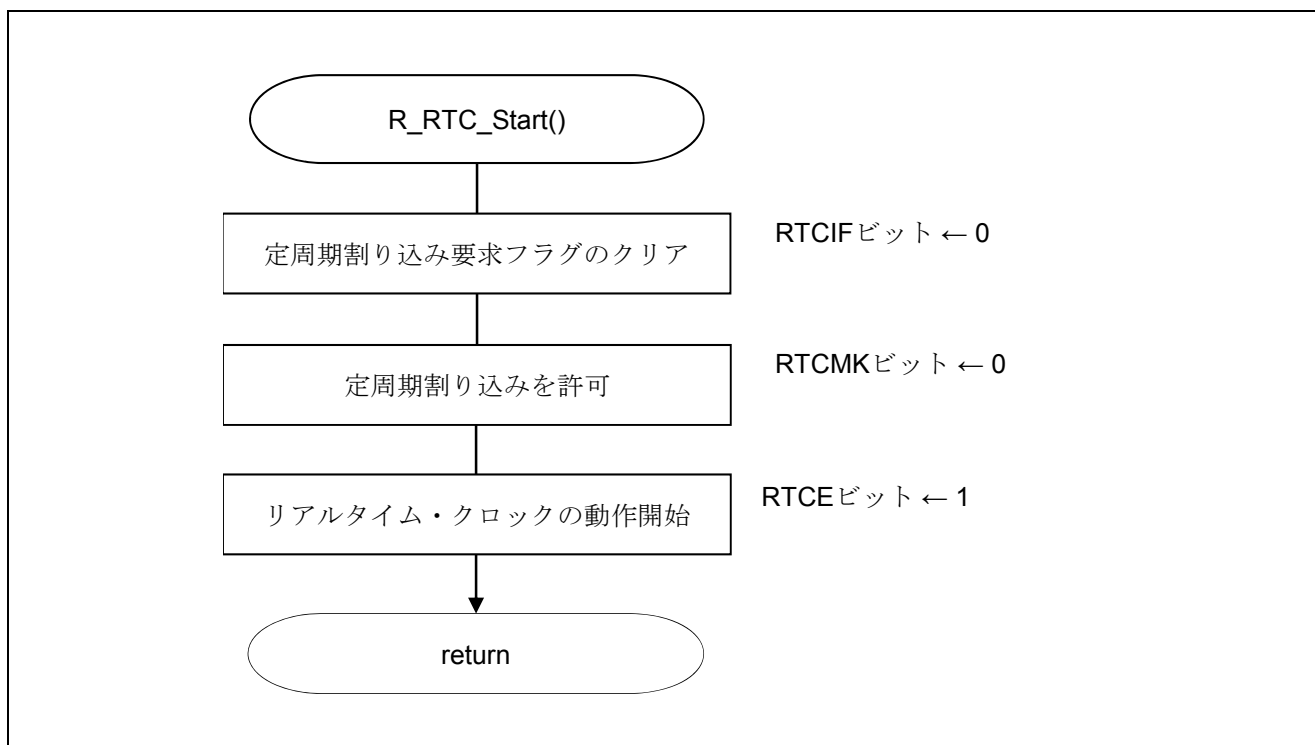 R_RTC_Start()
定周期割り込み要求フラグのクリア
RTCIFビット ← 0
定周期割り込みを許可
RTCMKビット ← 0
リアルタイム・クロックの動作開始
RTCEビット ← 1
return